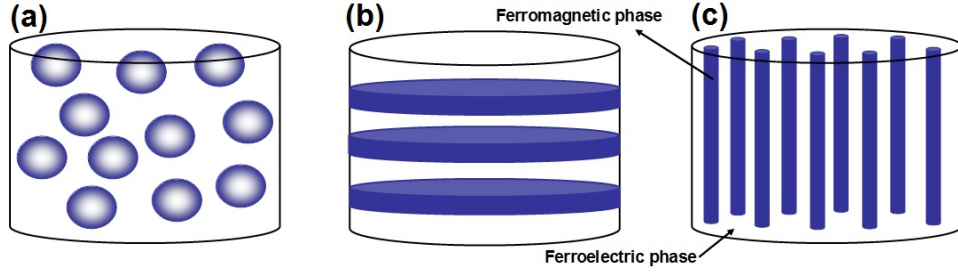 (a)
(b)
Ferromagnetic phase
(c)
Ferroelectric phase